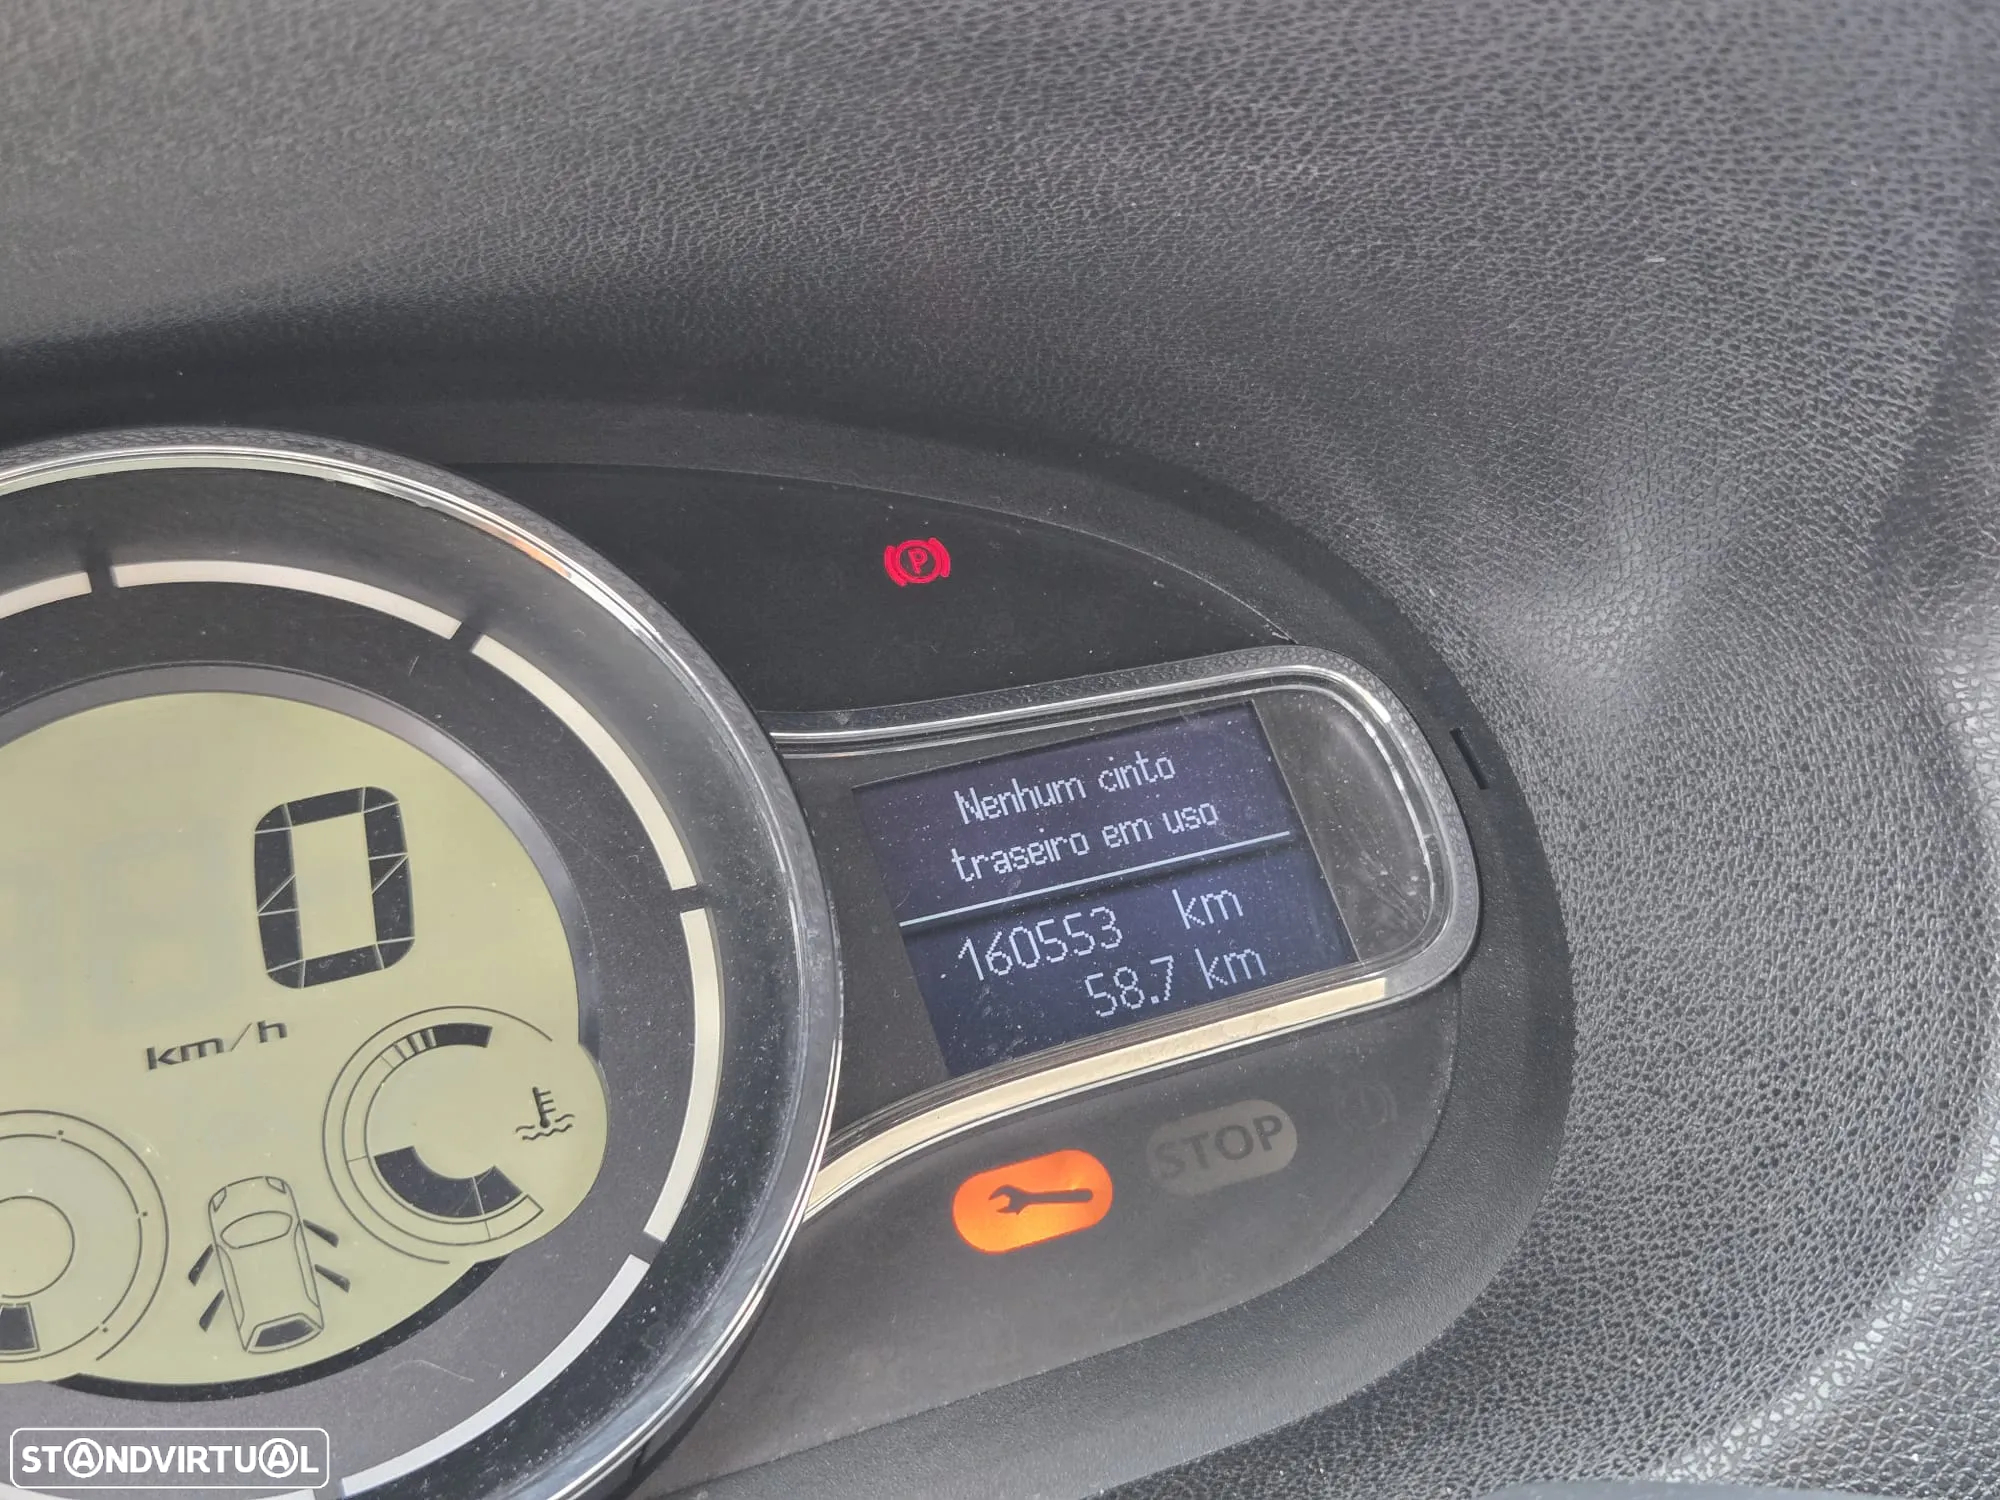 P
Nenhum cinto
traseiro em uso
160553 km
58.7 km
0
km/h
STOP
STANDVIRTUAL